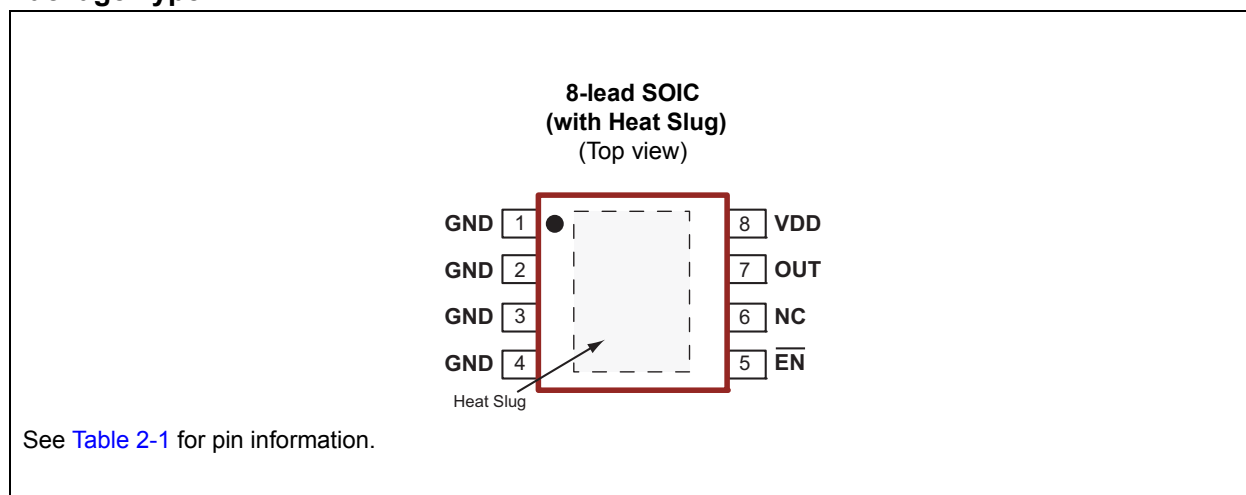 8-lead SOIC
(with Heat Slug)
(Top view)
GND 1 8 VDD
GND 2 7 OUT
GND 3 6 NC
GND 4 5 E̅N̅
Heat Slug
See Table 2-1 for pin information.